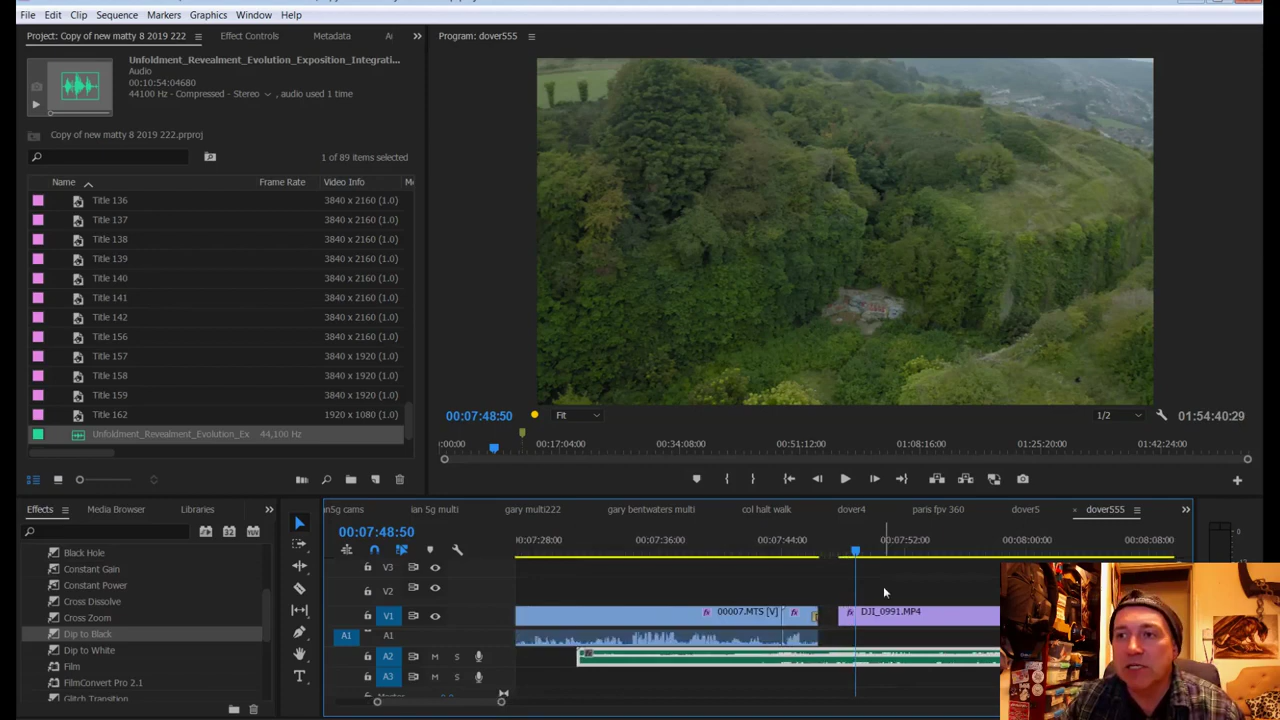 File Edit Clip Sequence Markers Graphics Window Help
Project: Copy of new matty 8 2019 222
Effect Controls
Metadata
Program: dover555
Unfoldment_Revealment_Evolution_Exposition_Integrati...
Audio
00:10:54:04680
44100 Hz - Compressed - Stereo , audio used 1 time
Copy of new matty 8 2019 222.prproj
1 of 89 items selected
Name Frame Rate Video Info
Title 136 3840 x 2160 (1.0)
Title 137 3840 x 2160 (1.0)
Title 138 3840 x 2160 (1.0)
Title 139 3840 x 2160 (1.0)
Title 140 3840 x 2160 (1.0)
Title 141 3840 x 2160 (1.0)
Title 142 3840 x 2160 (1.0)
Title 156 3840 x 2160 (1.0)
Title 157 3840 x 1920 (1.0)
Title 158 3840 x 1920 (1.0)
Title 159 3840 x 1920 (1.0)
Title 162 1920 x 1080 (1.0)
Unfoldment_Revealment_Evolution_Ex 44,100 Hz
00:07:48:50
Fit
1/2
01:54:40:29
:00:00 00:17:04:00 00:34:08:00 00:51:12:00 01:08:16:00 01:25:20:00 01:42:24:00
Effects
Media Browser
Libraries
Black Hole
Constant Gain
Constant Power
Cross Dissolve
Cross Zoom
Dip to Black
Dip to White
Film
FilmConvert Pro 2.1
Glitch Transition
an5g cams ian 5g multi gary multi222 gary bentwaters multi col halt walk dover4 paris fpv 360 dover5 dover555
00:07:48:50
00:07:28:00 00:07:36:00 00:07:44:00 00:07:52:00 00:08:00:00 00:08:08:00
V3
V2
V1
fx 00007.MTS [V] fx
fx DJI_0991.MP4
A1 A1
A2 M S
A3 M S
0